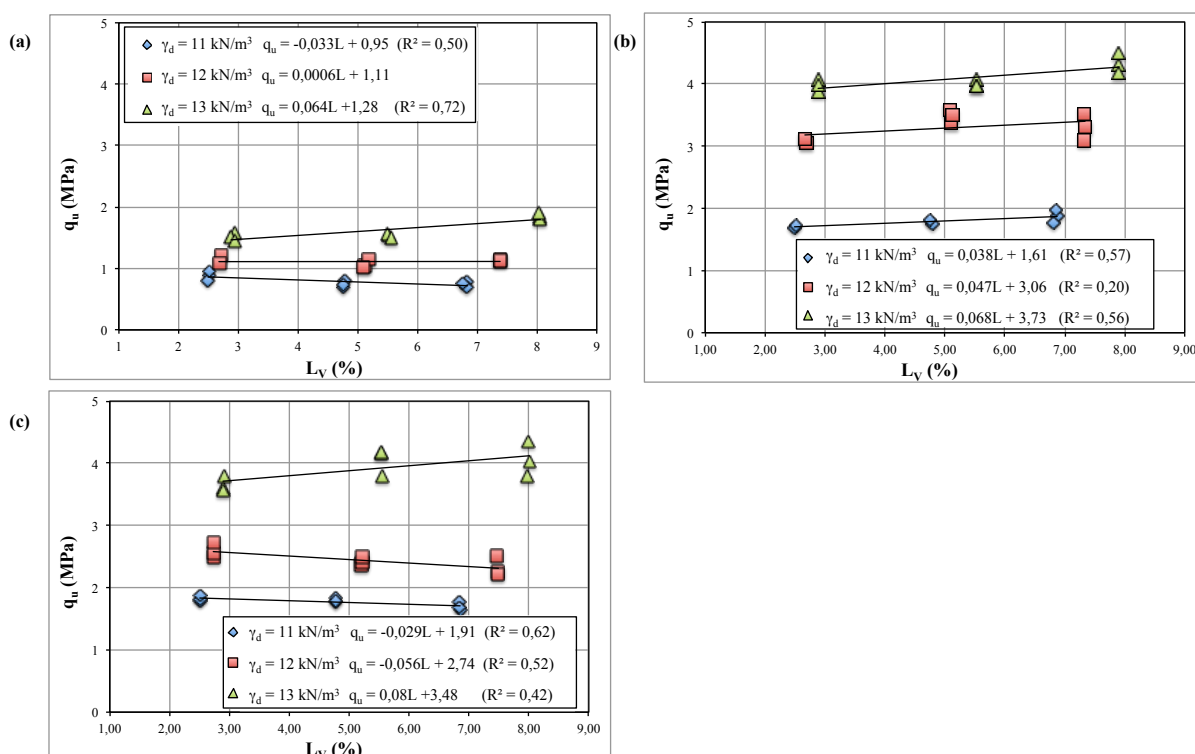 (a)
γd = 11 kN/m³ qu = -0,033L + 0,95 (R² = 0,50)
γd = 12 kN/m³ qu = 0,0006L + 1,11
γd = 13 kN/m³ qu = 0,064L +1,28 (R² = 0,72)
5
4
3
2
1
0
qu (MPa)
1 2 3 4 5 6 7 8 9
LV (%)
(b)
5
4
3
2
1
0
qu (MPa)
γd = 11 kN/m³ qu = 0,038L + 1,61 (R² = 0,57)
γd = 12 kN/m³ qu = 0,047L + 3,06 (R² = 0,20)
γd = 13 kN/m³ qu = 0,068L + 3,73 (R² = 0,56)
1,00 2,00 3,00 4,00 5,00 6,00 7,00 8,00 9,00
LV (%)
(c)
5
4
3
2
1
0
qu (MPa)
γd = 11 kN/m³ qu = -0,029L + 1,91 (R² = 0,62)
γd = 12 kN/m³ qu = -0,056L + 2,74 (R² = 0,52)
γd = 13 kN/m³ qu = 0,08L +3,48 (R² = 0,42)
1,00 2,00 3,00 4,00 5,00 6,00 7,00 8,00 9,00
LV (%)